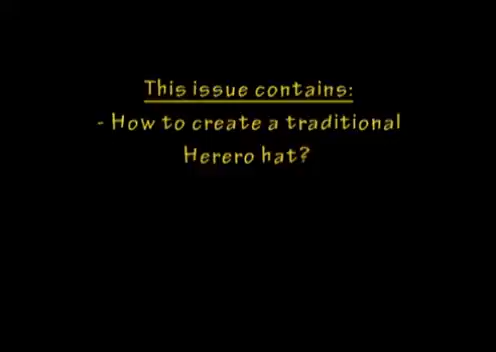 This issue contains:
- How to create a traditional
Herero hat?